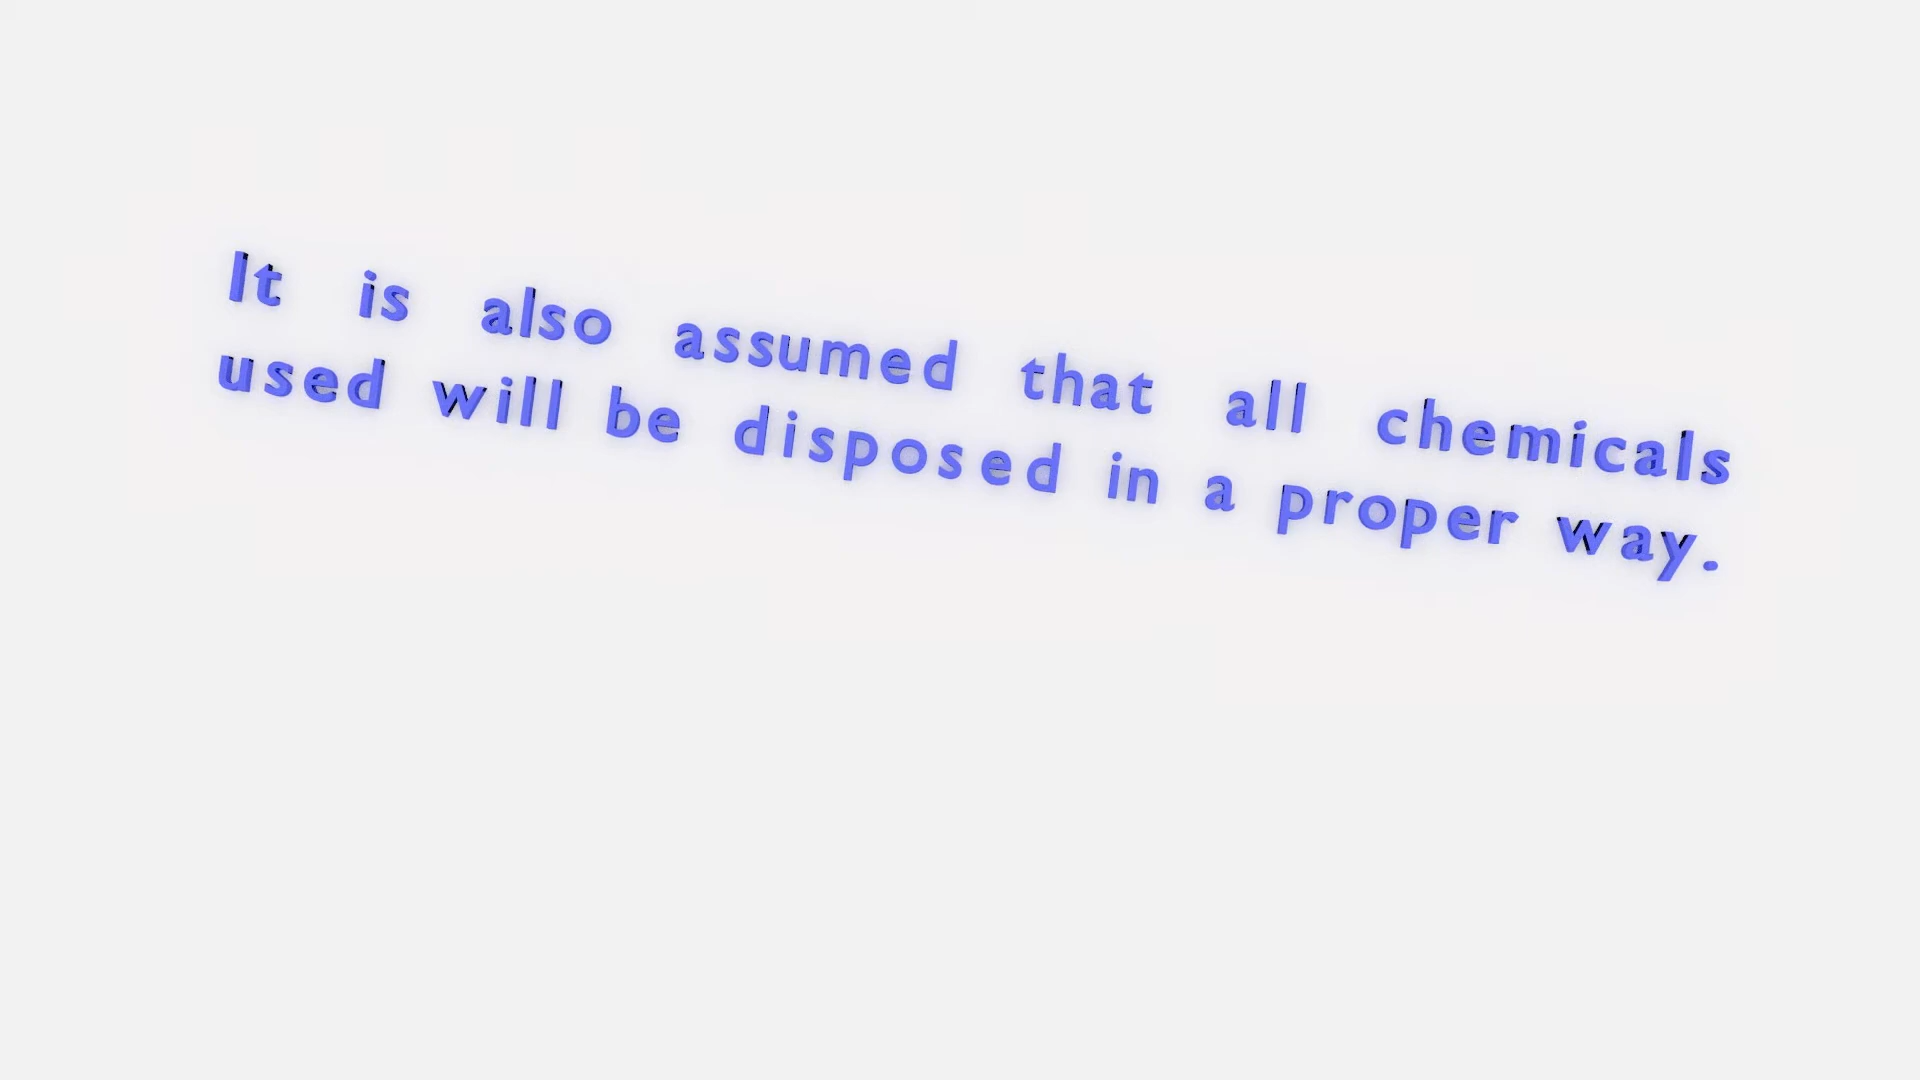 It is also assumed that all chemicals
used will be disposed in a proper way.